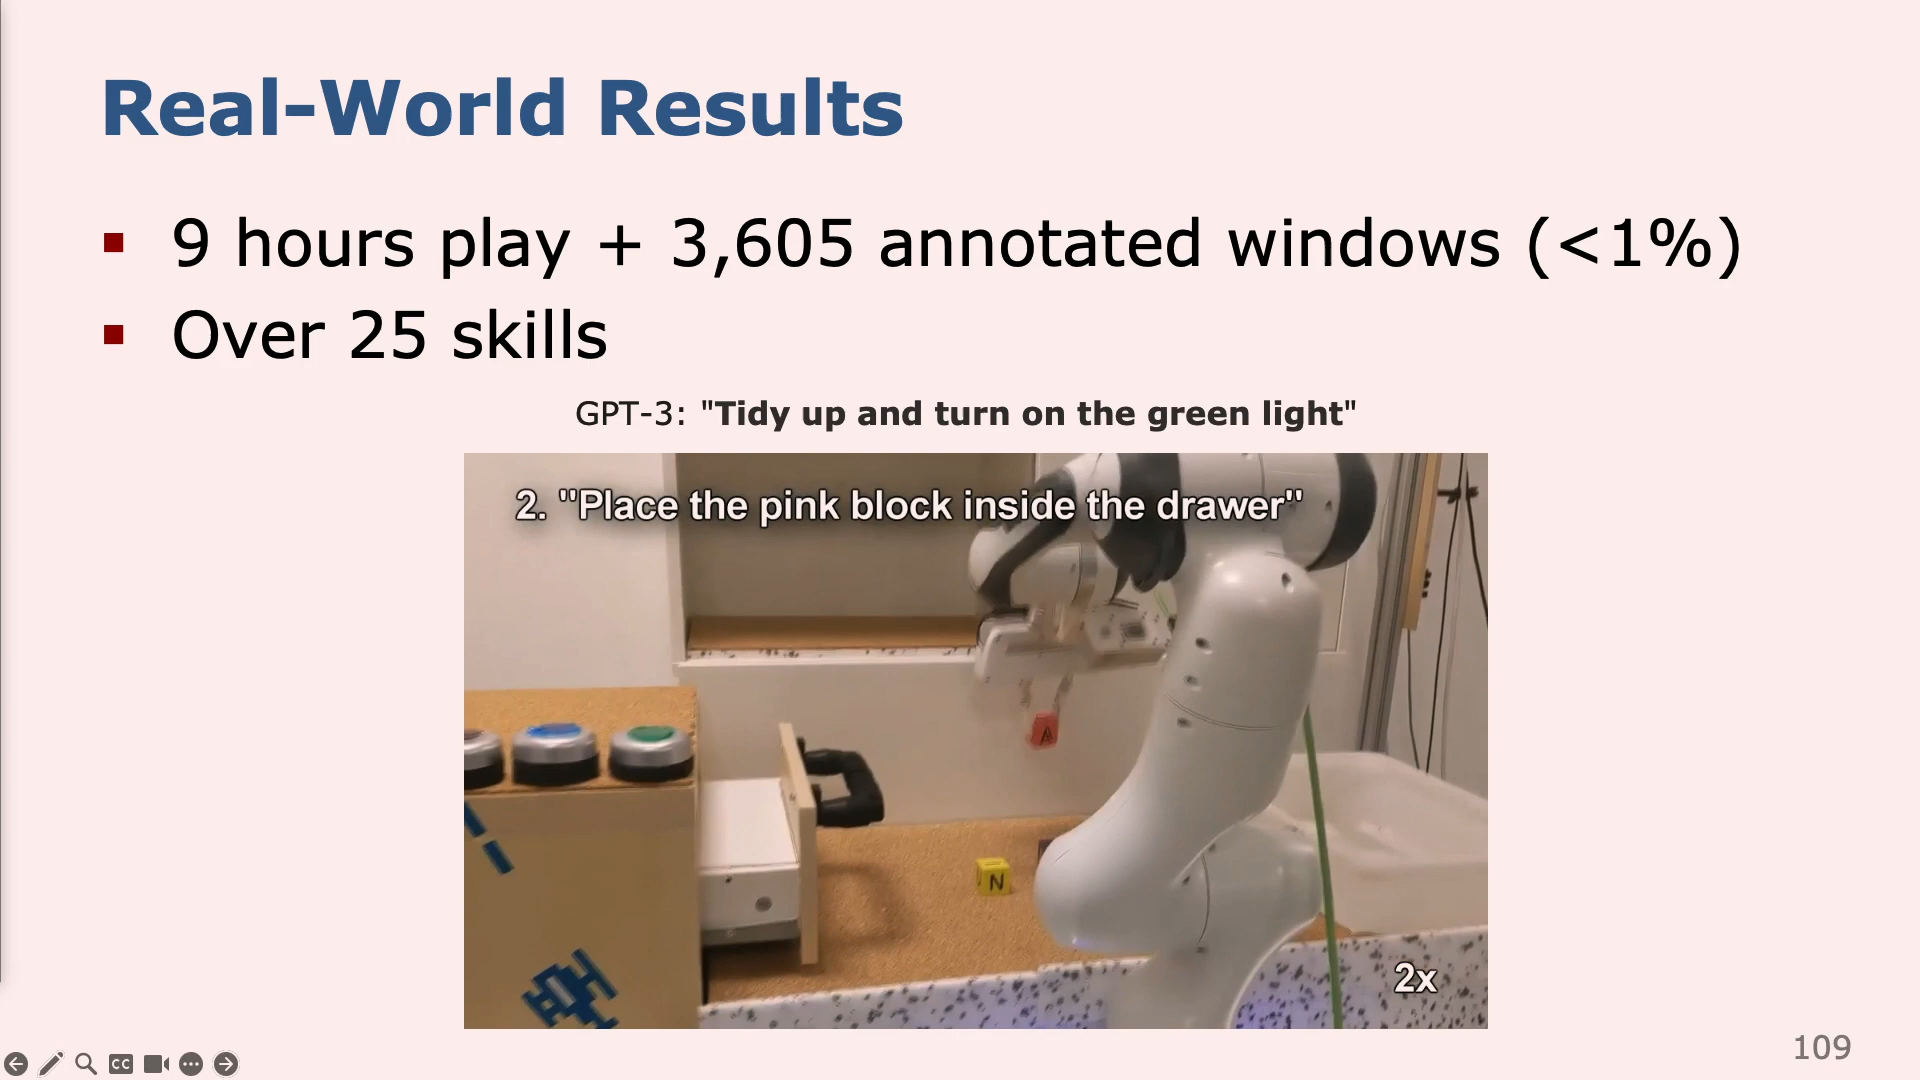 Real-World Results
9 hours play + 3,605 annotated windows (<1%)
Over 25 skills
GPT-3: "Tidy up and turn on the green light"
2. "Place the pink block inside the drawer"
A
N
2x
109
CC